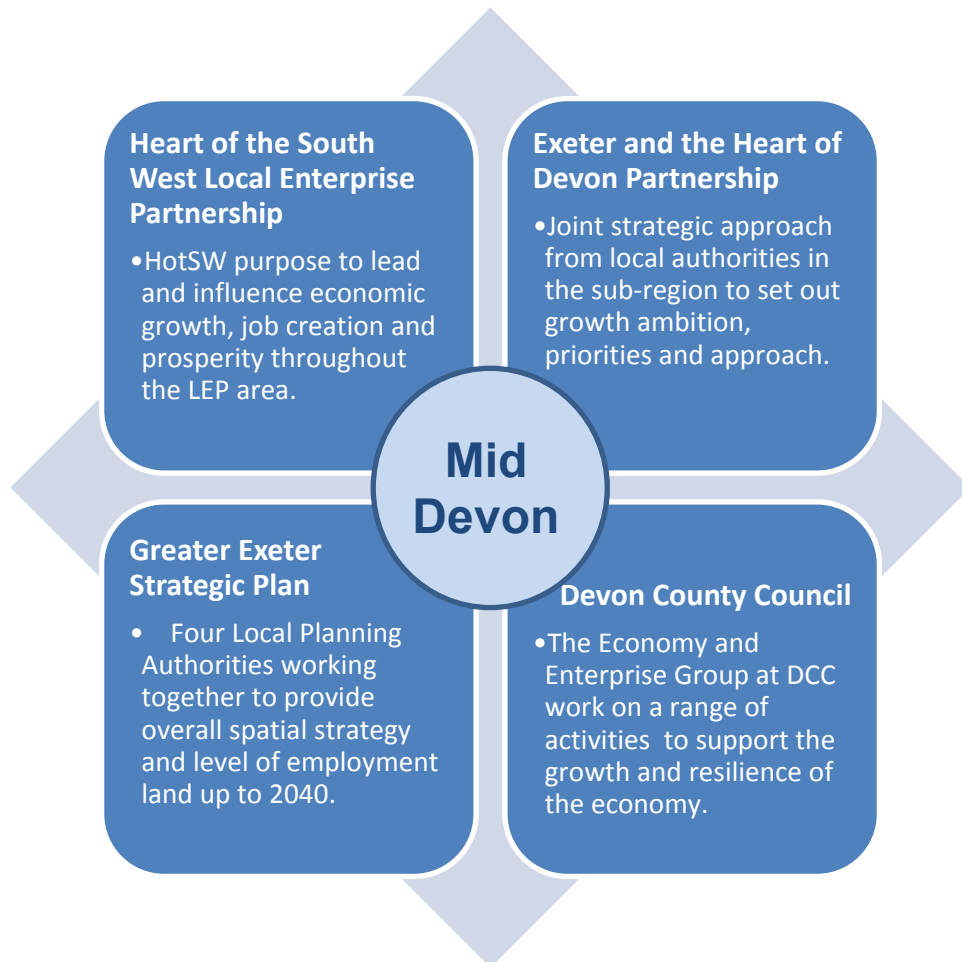 Heart of the South
West Local Enterprise
Partnership
•HotSW purpose to lead
and influence economic
growth, job creation and
prosperity throughout
the LEP area.
Exeter and the Heart of
Devon Partnership
•Joint strategic approach
from local authorities in
the sub-region to set out
growth ambition,
priorities and approach.
Mid
Devon
Greater Exeter
Strategic Plan
• Four Local Planning
Authorities working
together to provide
overall spatial strategy
and level of employment
land up to 2040.
Devon County Council
•The Economy and
Enterprise Group at DCC
work on a range of
activities to support the
growth and resilience of
the economy.